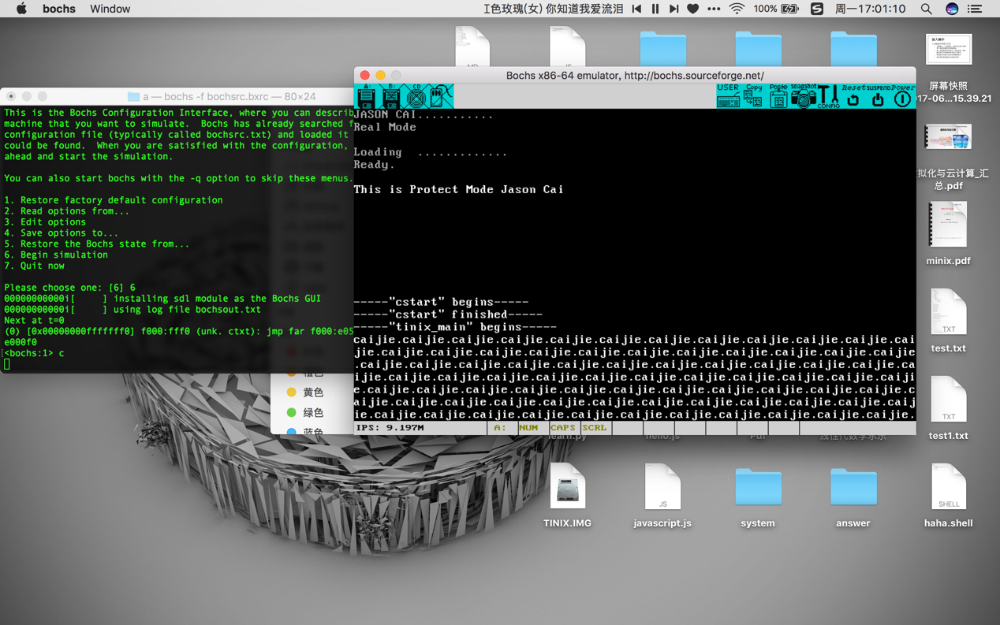 bochs Window
I色玫瑰(女) 你知道我爱流泪
100%
周一17:01:10
a — bochs -f bochsrc.bxrc — 80×24
This is the Bochs Configuration Interface, where you can describ
machine that you want to simulate.  Bochs has already searched f
configuration file (typically called bochsrc.txt) and loaded it
could be found.  When you are satisfied with the configuration,
ahead and start the simulation.
You can also start bochs with the -q option to skip these menus.
1. Restore factory default configuration
2. Read options from...
3. Edit options
4. Save options to...
5. Restore the Bochs state from...
6. Begin simulation
7. Quit now
Please choose one: [6] 6
00000000000i[      ] installing sdl module as the Bochs GUI
00000000000i[      ] using log file bochsout.txt
Next at t=0
(0) [0x00000000fffffff0] f000:fff0 (unk. ctxt): jmp far f000:e05
e000f0
<bochs:1> c
黄色
绿色
蓝色
Bochs x86-64 emulator, http://bochs.sourceforge.net/
A: B: CD
USER Copy Paste snapshot CONFIG Reset SUSPEND Power
JASON CAI...........
Real Mode
Loading  .............
Ready.
This is Protect Mode Jason Cai
-----"cstart" begins-----
-----"cstart" finished-----
-----"tinix_main" begins-----
caijie.caijie.caijie.caijie.caijie.caijie.caijie.caijie.caijie.caijie.caijie.cai
jie.caijie.caijie.caijie.caijie.caijie.caijie.caijie.caijie.caijie.caijie.caijie
.caijie.caijie.caijie.caijie.caijie.caijie.caijie.caijie.caijie.caijie.caijie.ca
ijie.caijie.caijie.caijie.caijie.caijie.caijie.caijie.caijie.caijie.caijie.caiji
e.caijie.caijie.caijie.caijie.caijie.caijie.caijie.caijie.caijie.caijie.caijie.c
aijie.caijie.caijie.caijie.caijie.caijie.caijie.caijie.caijie.caijie.caijie.caij
ie.caijie.caijie.caijie.caijie.caijie.caijie.caijie.caijie.caijie.caijie.caijie.
IPS: 9.197M A: NUM CAPS SCRL
屏幕快照
17-06...15.39.21
拟化与云计算_汇
总.pdf
minix.pdf
TXT
test.txt
TXT
test1.txt
learn.py
hello.js
JS
SHELL
TINIX.IMG
javascript.js
system
answer
haha.shell